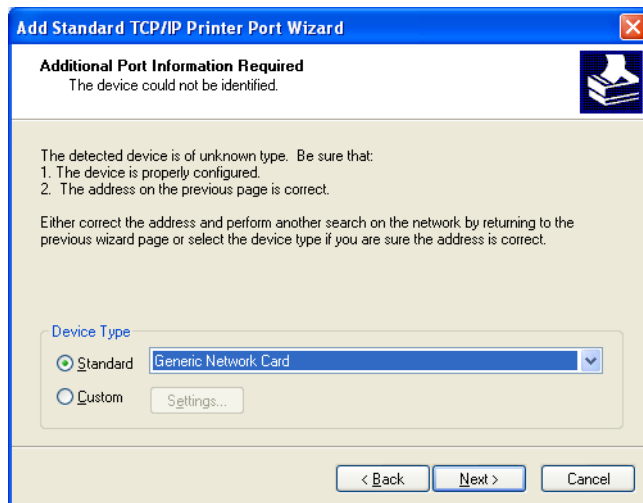 Add Standard TCP/IP Printer Port Wizard
Additional Port Information Required
The device could not be identified.
The detected device is of unknown type.  Be sure that:
1. The device is properly configured.
2.  The address on the previous page is correct.
Either correct the address and perform another search on the network by returning to the
previous wizard page or select the device type if you are sure the address is correct.
Device Type
Standard
Generic Network Card
Custom
Settings...
< Back
Next >
Cancel